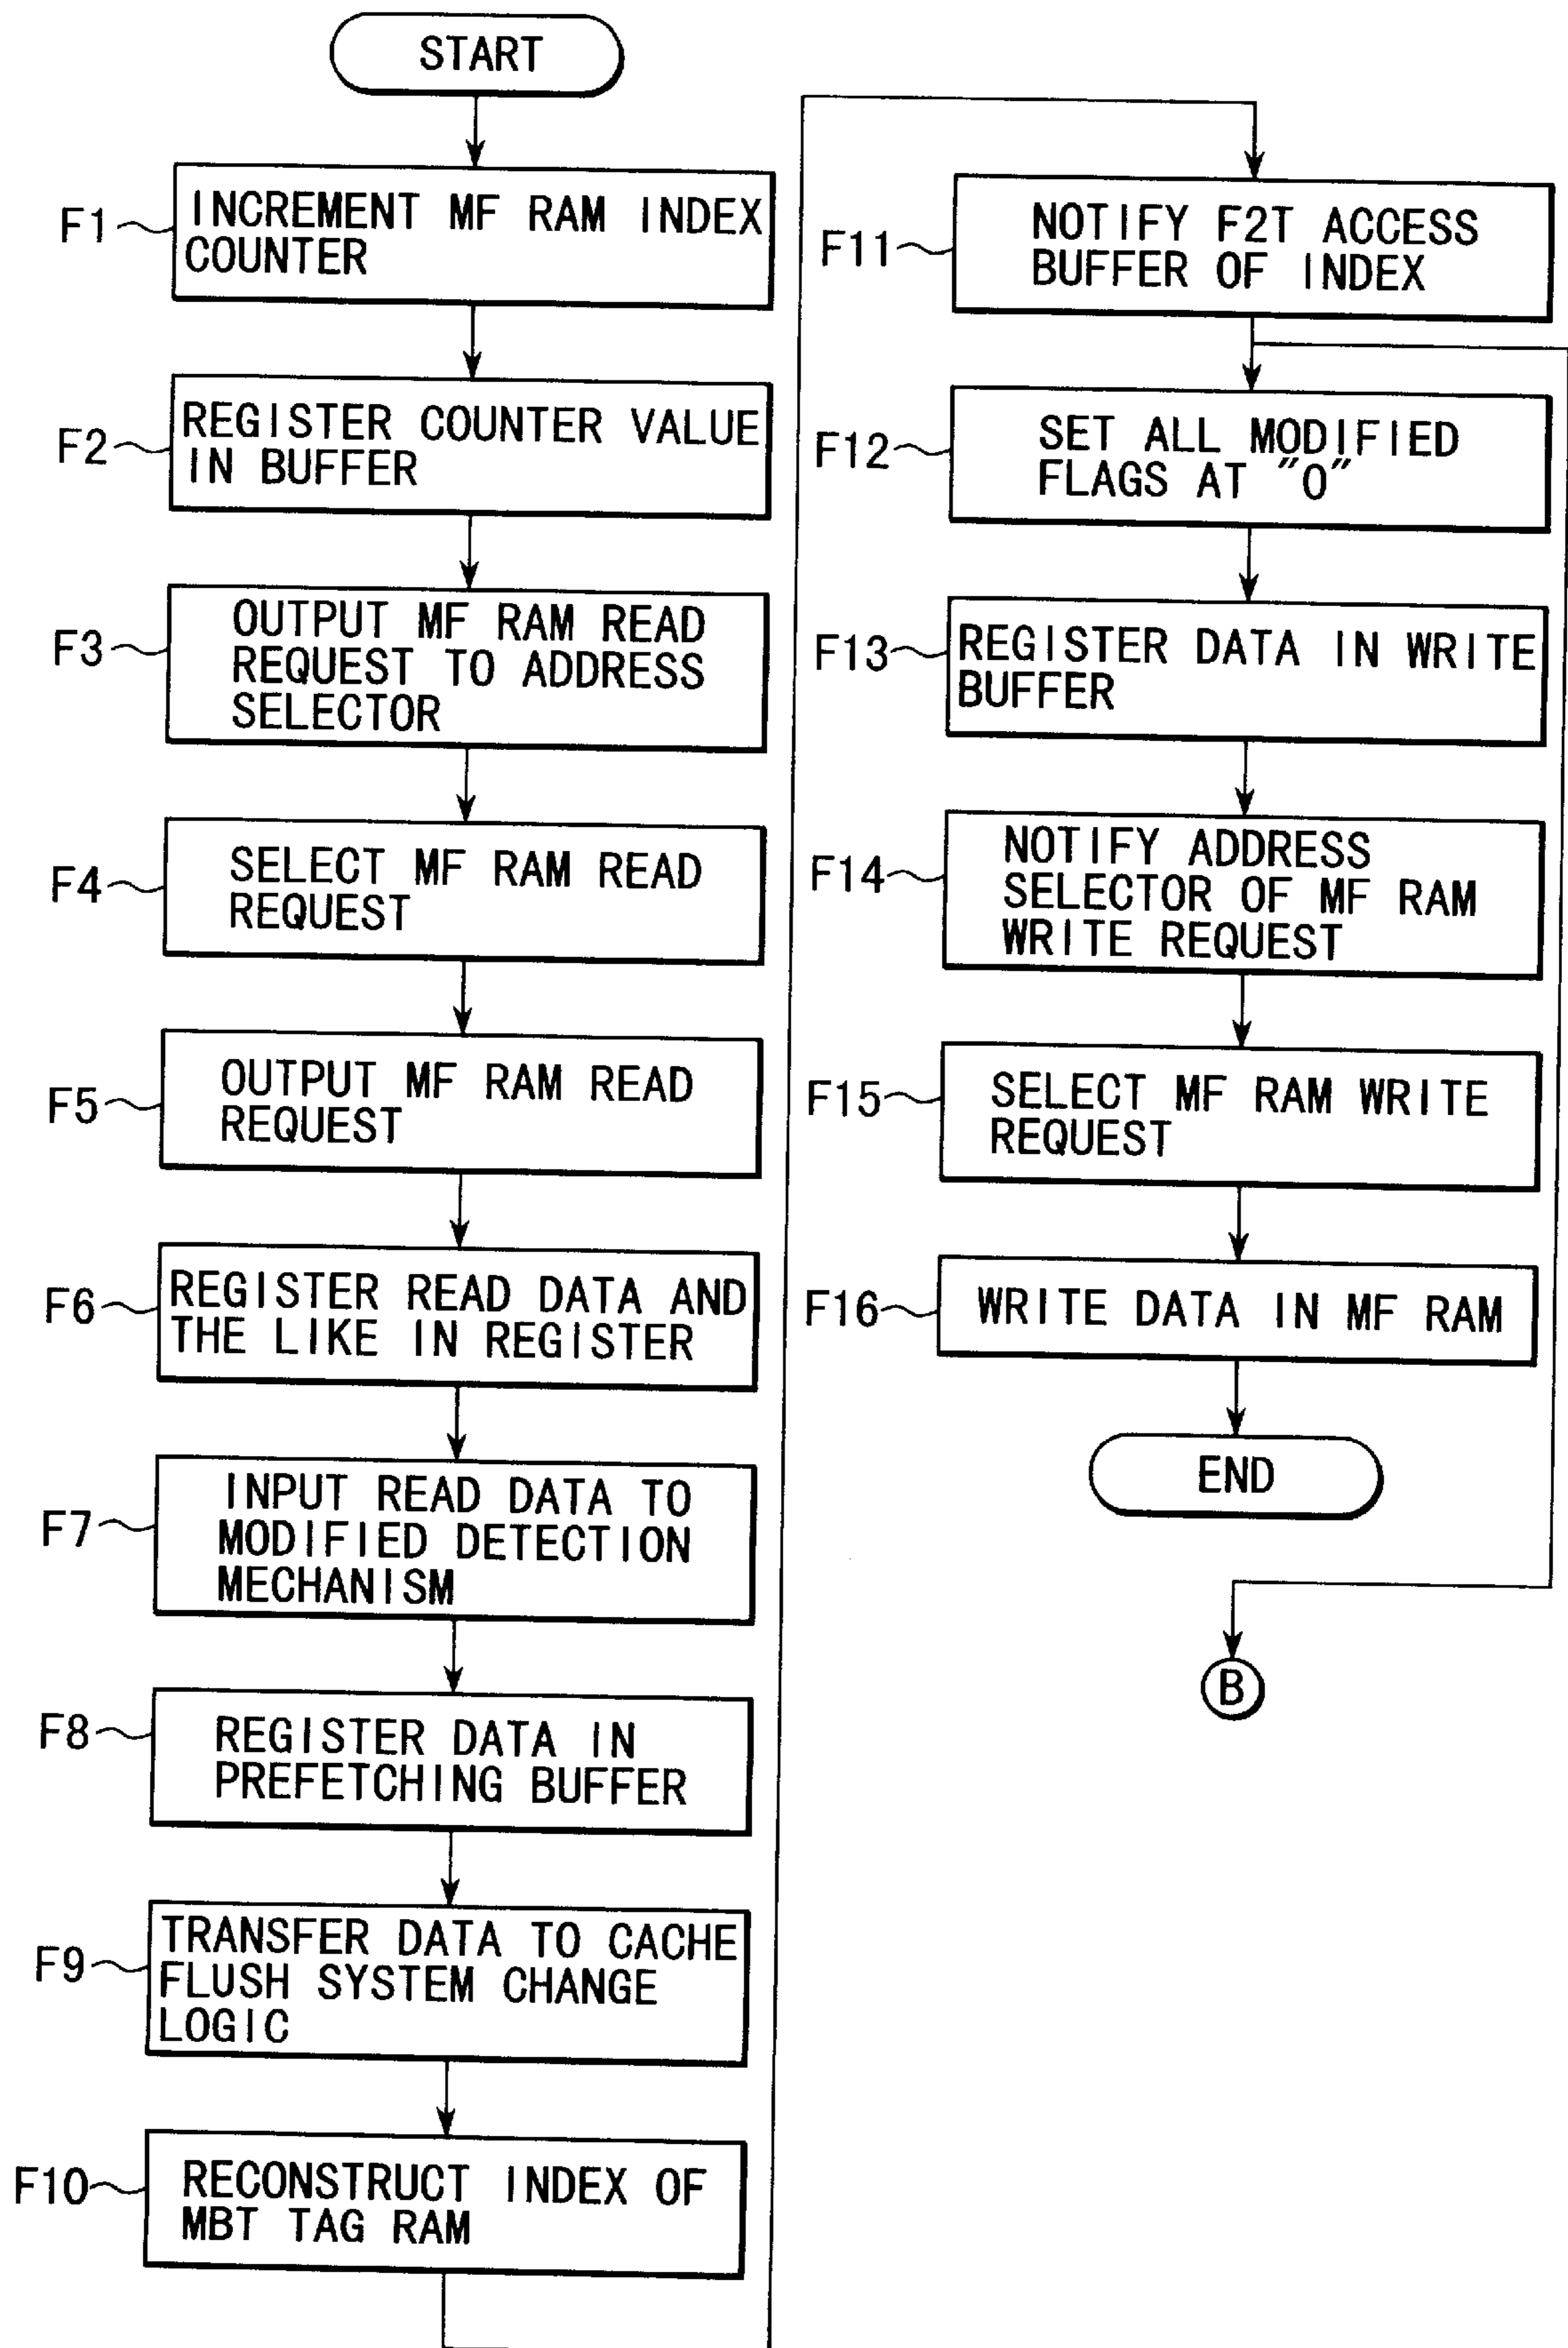 START
F1
INCREMENT MF RAM INDEX
COUNTER
F2
REGISTER COUNTER VALUE
IN BUFFER
F3
OUTPUT MF RAM READ
REQUEST TO ADDRESS
SELECTOR
F4
SELECT MF RAM READ
REQUEST
F5
OUTPUT MF RAM READ
REQUEST
F6
REGISTER READ DATA AND
THE LIKE IN REGISTER
F7
INPUT READ DATA TO
MODIFIED DETECTION
MECHANISM
F8
REGISTER DATA IN
PREFETCHING BUFFER
F9
TRANSFER DATA TO CACHE
FLUSH SYSTEM CHANGE
LOGIC
F10
RECONSTRUCT INDEX OF
MBT TAG RAM
F11
NOTIFY F2T ACCESS
BUFFER OF INDEX
F12
SET ALL MODIFIED
FLAGS AT "0"
F13
REGISTER DATA IN WRITE
BUFFER
F14
NOTIFY ADDRESS
SELECTOR OF MF RAM
WRITE REQUEST
F15
SELECT MF RAM WRITE
REQUEST
F16
WRITE DATA IN MF RAM
END
B